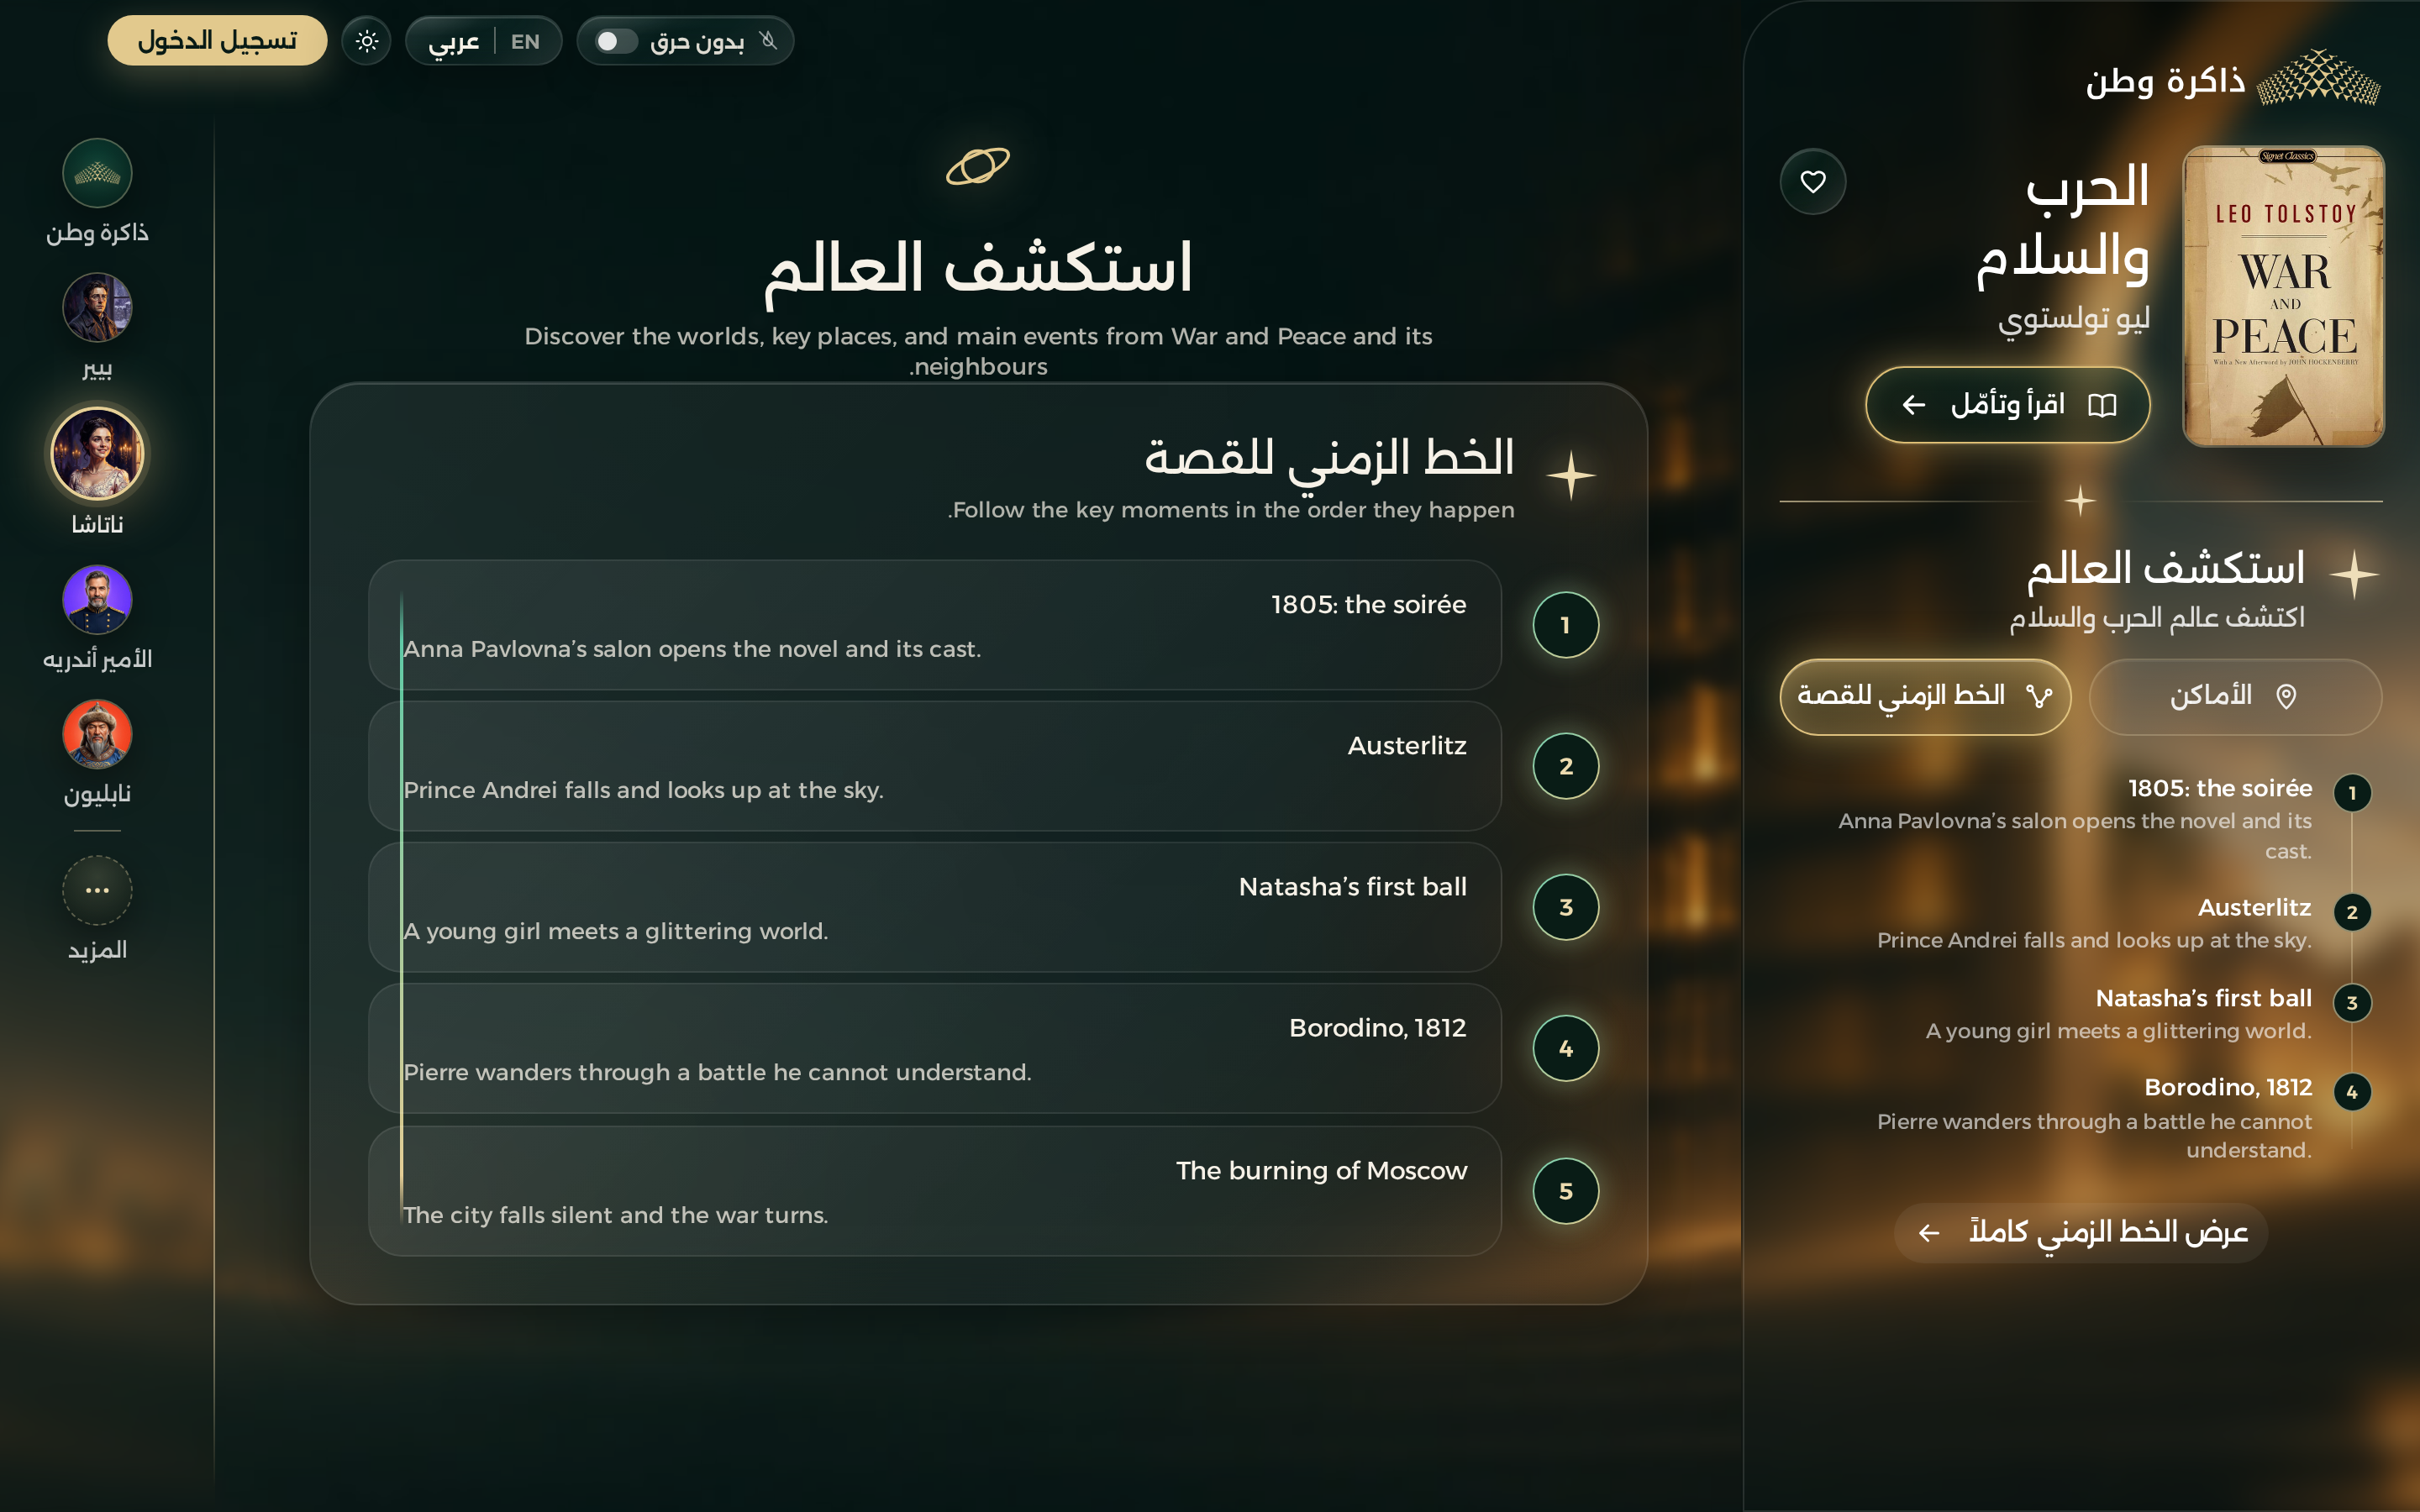 ذاكرة وطن
الحرب
والسلام
ليو تولستوي
اقرأ وتأمّل
Signet Classics
LEO TOLSTOY
WAR
AND
PEACE
With a New Afterword by JOHN HOCKENBERRY
استكشف العالم
اكتشف عالم الحرب والسلام
الأماكن
الخط الزمني للقصة
1
1805: the soirée
Anna Pavlovna’s salon opens the novel and its
cast.
2
Austerlitz
Prince Andrei falls and looks up at the sky.
3
Natasha’s first ball
A young girl meets a glittering world.
4
Borodino, 1812
Pierre wanders through a battle he cannot
understand.
عرض الخط الزمني كاملاً
بدون حرق
EN
عربي
تسجيل الدخول
استكشف العالم
Discover the worlds, key places, and main events from War and Peace and its
.neighbours
الخط الزمني للقصة
.Follow the key moments in the order they happen
1
1805: the soirée
Anna Pavlovna’s salon opens the novel and its cast.
2
Austerlitz
Prince Andrei falls and looks up at the sky.
3
Natasha’s first ball
A young girl meets a glittering world.
4
Borodino, 1812
Pierre wanders through a battle he cannot understand.
5
The burning of Moscow
The city falls silent and the war turns.
ذاكرة وطن
بيير
ناتاشا
الأمير أندريه
نابليون
المزيد